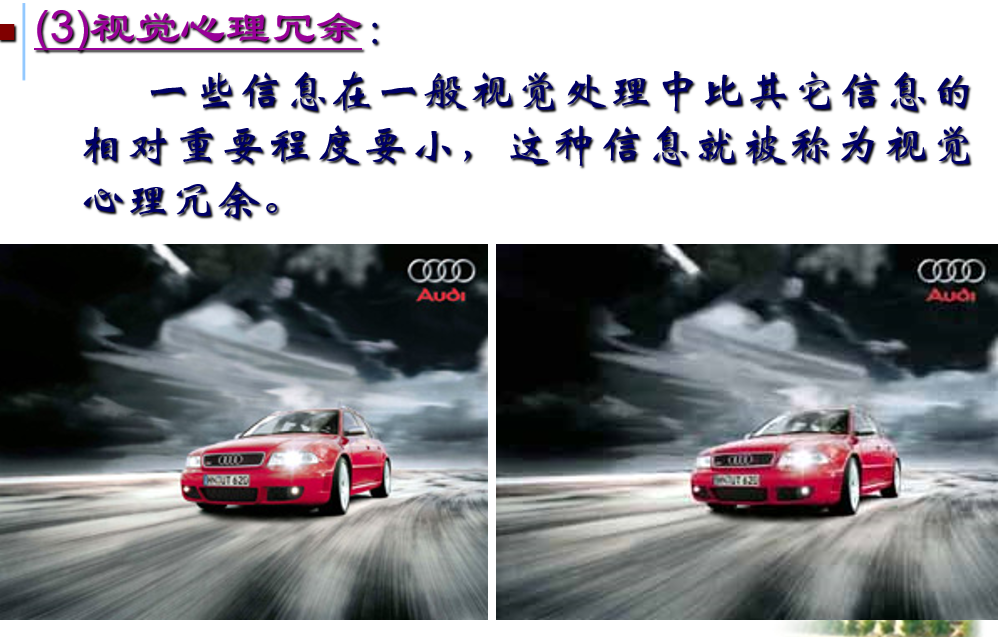 (3)视觉心理冗余：
一些信息在一般视觉处理中比其它信息的
相对重要程度要小，这种信息就被称为视觉
心理冗余。
Audi
Audi